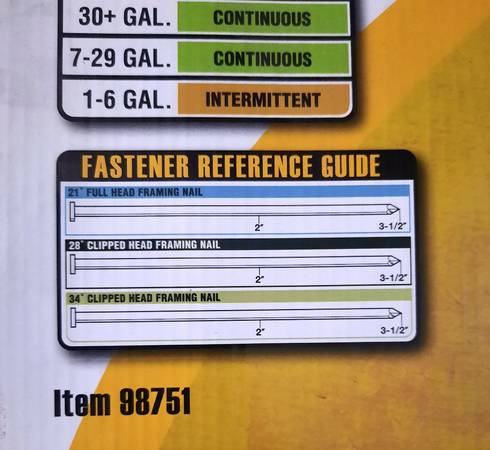 30+ GAL. CONTINUOUS
7-29 GAL. CONTINUOUS
1-6 GAL. INTERMITTENT
FASTENER REFERENCE GUIDE
21° FULL HEAD FRAMING NAIL
2" 3-1/2"
28° CLIPPED HEAD FRAMING NAIL
2" 3-1/2"
34° CLIPPED HEAD FRAMING NAIL
2" 3-1/2"
Item 98751